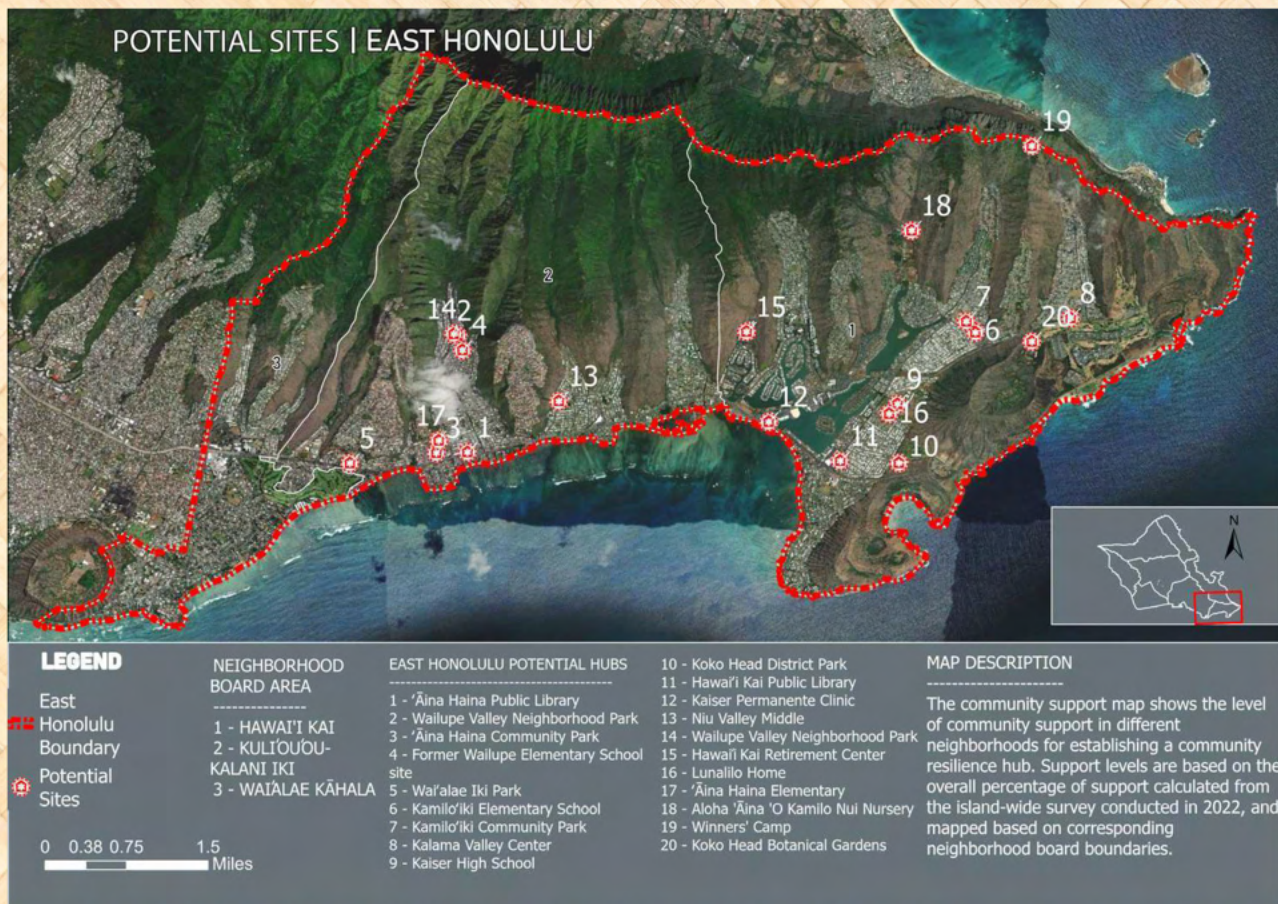 POTENTIAL SITES | EAST HONOLULU
19
18
2
7
8
142
15
1
20
4
6
3
13
9
12
16
17
3
1
11
10
5
N
LEGEND
East
Honolulu
Boundary
Potential
Sites
0 0.38 0.75 1.5
Miles
NEIGHBORHOOD
BOARD AREA
---------------
1 - HAWAI'I KAI
2 - KULI'OU'OU-
KALANI IKI
3 - WAI'ALAE KĀHALA
EAST HONOLULU POTENTIAL HUBS
----------------------------------------
1 - 'Āina Haina Public Library
2 - Wailupe Valley Neighborhood Park
3 - 'Āina Haina Community Park
4 - Former Wailupe Elementary School
site
5 - Wai'alae Iki Park
6 - Kamilo'iki Elementary School
7 - Kamilo'iki Community Park
8 - Kalama Valley Center
9 - Kaiser High School
10 - Koko Head District Park
11 - Hawai'i Kai Public Library
12 - Kaiser Permanente Clinic
13 - Niu Valley Middle
14 - Wailupe Valley Neighborhood Park
15 - Hawai'i Kai Retirement Center
16 - Lunalilo Home
17 - 'Āina Haina Elementary
18 - Aloha 'Āina 'O Kamilo Nui Nursery
19 - Winners' Camp
20 - Koko Head Botanical Gardens
MAP DESCRIPTION
---------------------
The community support map shows the level
of community support in different
neighborhoods for establishing a community
resilience hub. Support levels are based on the
overall percentage of support calculated from
the island-wide survey conducted in 2022, and
mapped based on corresponding
neighborhood board boundaries.